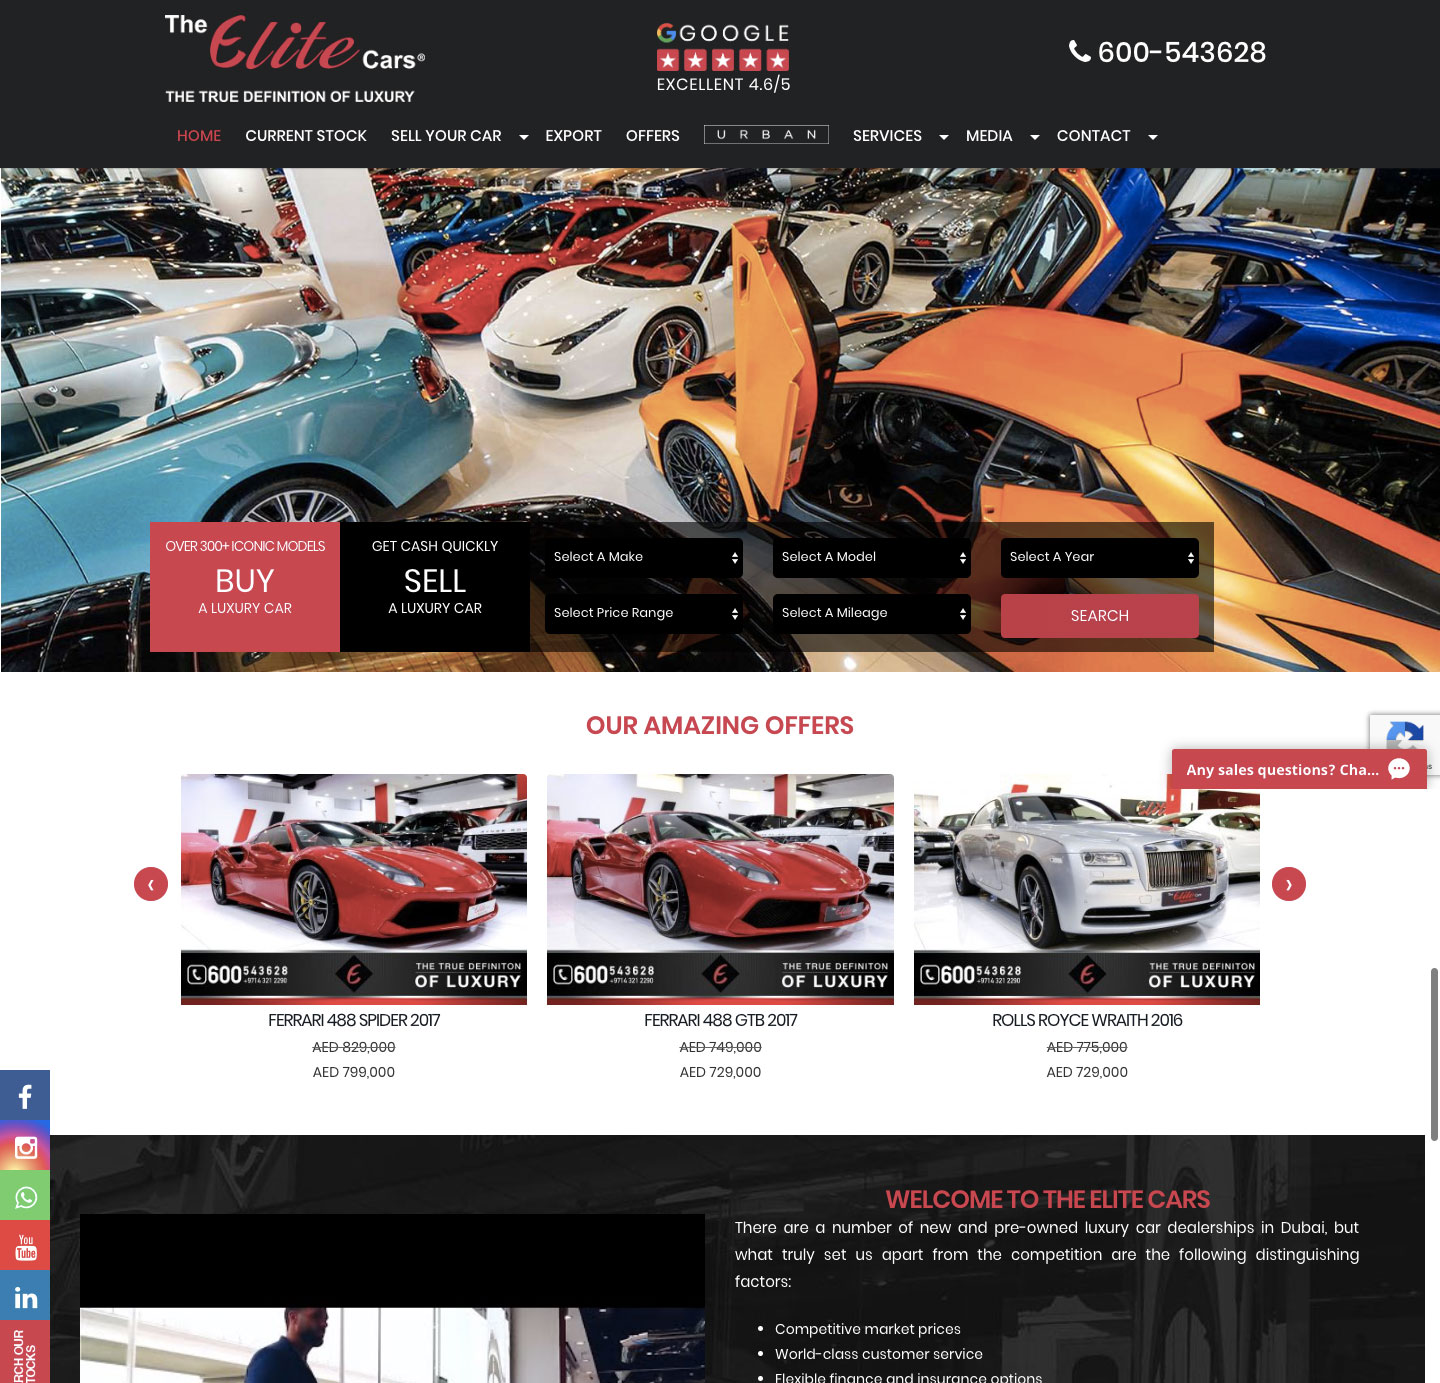 The Elite Cars®
THE TRUE DEFINITION OF LUXURY
GOOGLE
EXCELLENT 4.6/5
600-543628
HOME CURRENT STOCK SELL YOUR CAR EXPORT OFFERS URBAN SERVICES MEDIA CONTACT
OVER 300+ ICONIC MODELS
BUY
A LUXURY CAR
GET CASH QUICKLY
SELL
A LUXURY CAR
Select A Make
Select A Model
Select A Year
Select Price Range
Select A Mileage
SEARCH
OUR AMAZING OFFERS
Any sales questions? Cha...
600 543628
+9714 321 2290
THE TRUE DEFINITON
OF LUXURY
600 543628
+9714 321 2290
THE TRUE DEFINITON
OF LUXURY
600 543628
+9714 321 2290
THE TRUE DEFINITON
OF LUXURY
FERRARI 488 SPIDER 2017
AED 829,000
AED 799,000
FERRARI 488 GTB 2017
AED 749,000
AED 729,000
ROLLS ROYCE WRAITH 2016
AED 775,000
AED 729,000
You
Tube
in
RCH OUR
TOCKS
WELCOME TO THE ELITE CARS
There are a number of new and pre-owned luxury car dealerships in Dubai, but
what truly set us apart from the competition are the following distinguishing
factors:
Competitive market prices
World-class customer service
Flexible finance and insurance options